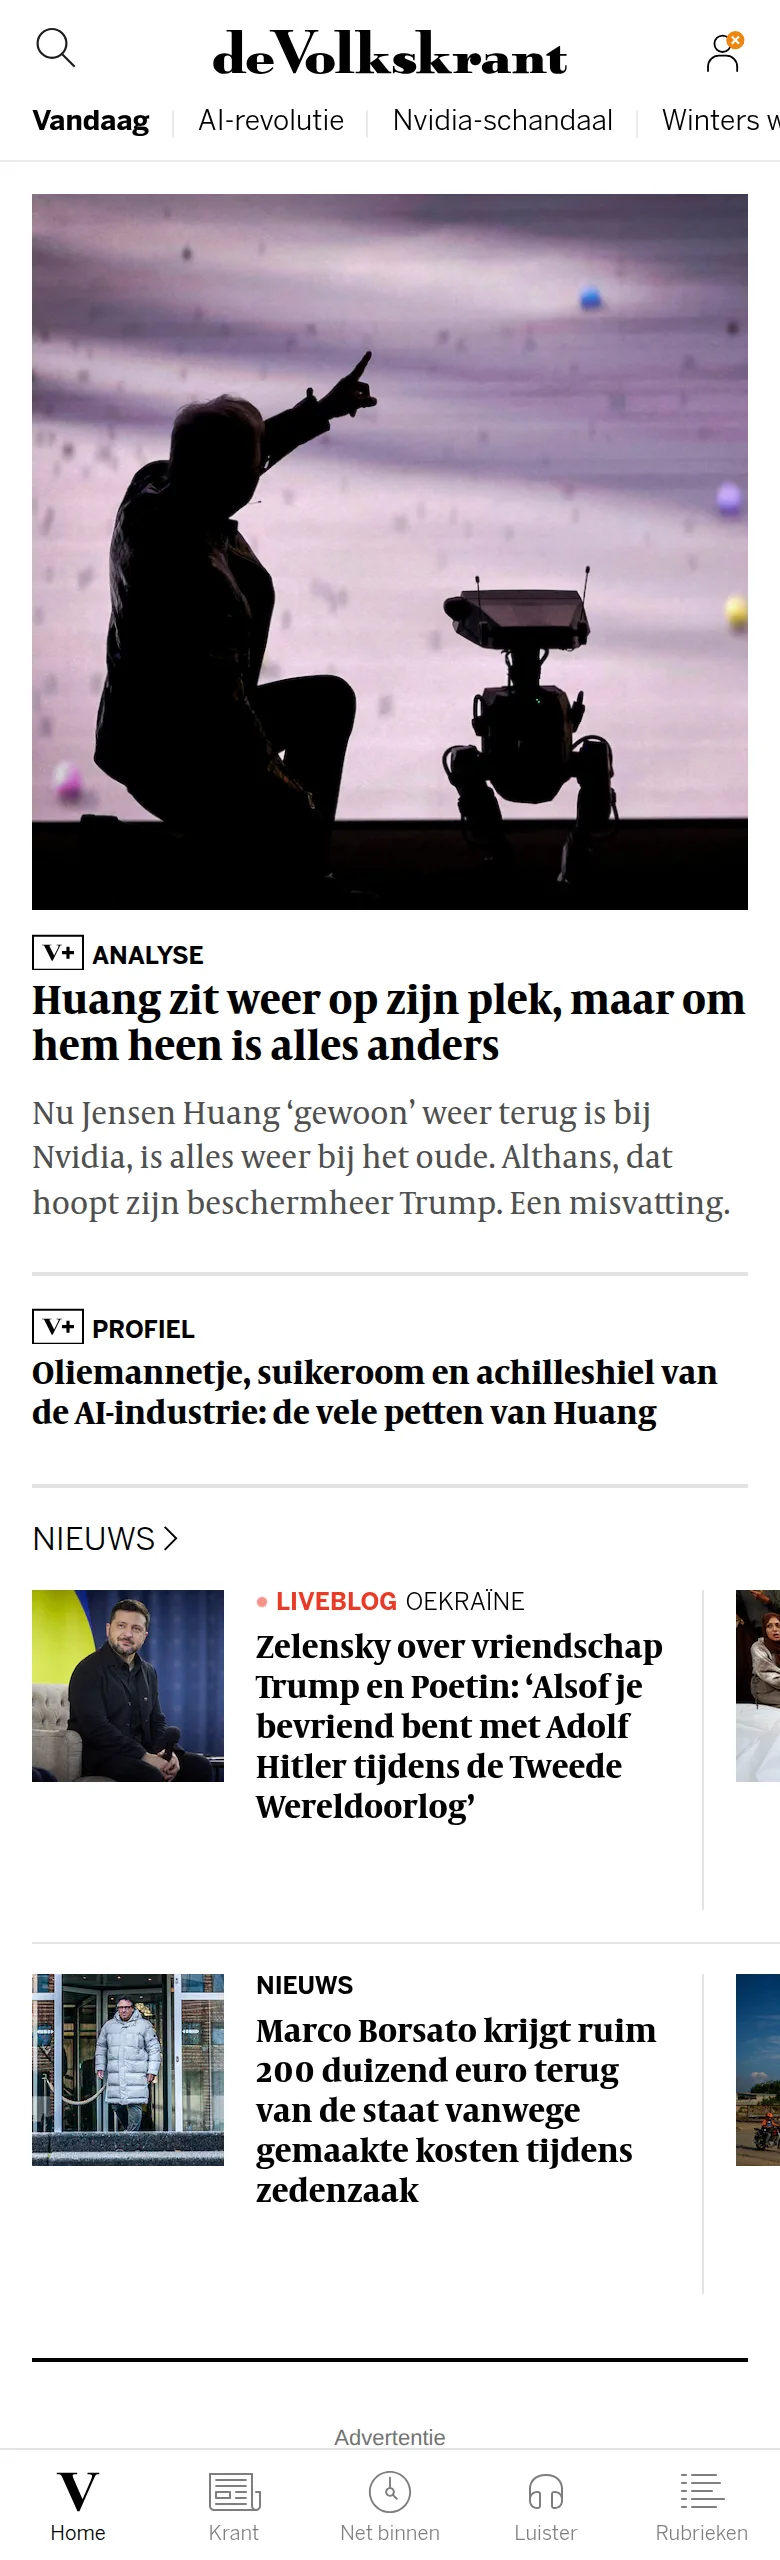 deVolkskrant
Vandaag
AI-revolutie
Nvidia-schandaal
Winters w
V+ ANALYSE
Huang zit weer op zijn plek, maar om
hem heen is alles anders
Nu Jensen Huang ‘gewoon’ weer terug is bij
Nvidia, is alles weer bij het oude. Althans, dat
hoopt zijn beschermheer Trump. Een misvatting.
V+ PROFIEL
Oliemannetje, suikeroom en achilleshiel van
de AI-industrie: de vele petten van Huang
NIEUWS
LIVEBLOG OEKRAÏNE
Zelensky over vriendschap
Trump en Poetin: ‘Alsof je
bevriend bent met Adolf
Hitler tijdens de Tweede
Wereldoorlog’
NIEUWS
Marco Borsato krijgt ruim
200 duizend euro terug
van de staat vanwege
gemaakte kosten tijdens
zedenzaak
Advertentie
V
Home
Krant
Net binnen
Luister
Rubrieken